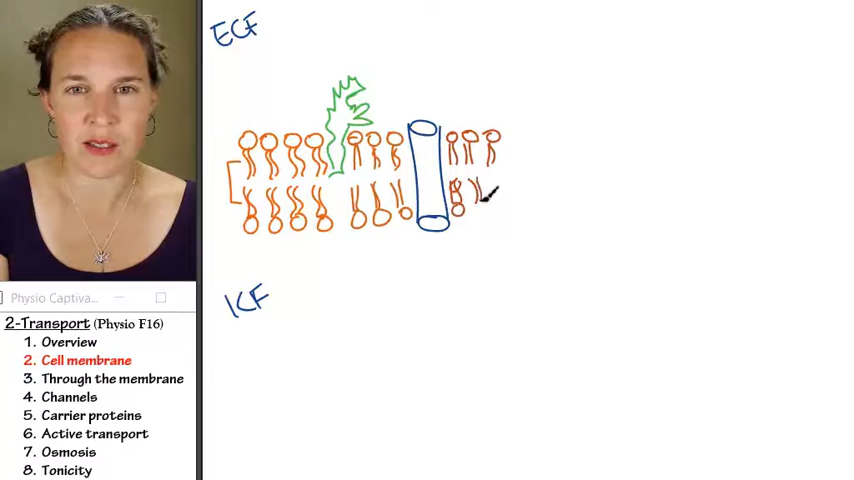 ECF
ICF
Physio Captiva...
2-Transport (Physio F16)
1. Overview
2. Cell membrane
3. Through the membrane
4. Channels
5. Carrier proteins
6. Active transport
7. Osmosis
8. Tonicity